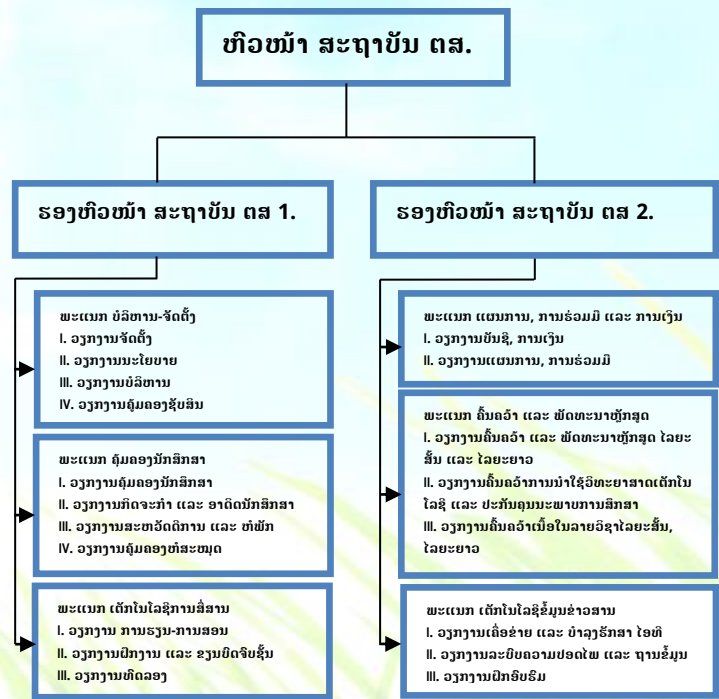 ຫົວໜ້າ ສະຖາບັນ ຕສ.
ຮອງຫົວໜ້າ ສະຖາບັນ ຕສ 1.
ພະແນກ ບໍລິຫານ-ຈັດຕັ້ງ
I. ວຽກງານຈັດຕັ້ງ
II. ວຽກງານນະໂຍບາຍ
III. ວຽກງານບໍລິຫານ
IV. ວຽກງານຄຸ້ມຄອງຊັບສິນ
ພະແນກ ຄຸ້ມຄອງນັກສຶກສາ
I. ວຽກງານຄຸ້ມຄອງນັກສຶກສາ
II. ວຽກງານກິດຈະກຳ ແລະ ອາດີດນັກສຶກສາ
III. ວຽກງານສະຫວັດດີການ ແລະ ຫໍພັກ
IV. ວຽກງານຄຸ້ມຄອງຫໍສະໝຸດ
ພະແນກ ເຕັກໂນໂລຊີການສື່ສານ
I. ວຽກງານ ການຮຽນ-ການສອນ
II. ວຽກງານຝຶກງານ ແລະ ຂຽນບົດຈົບຊັ້ນ
III. ວຽກງານທົດລອງ
ຮອງຫົວໜ້າ ສະຖາບັນ ຕສ 2.
ພະແນກ ແຜນການ, ການຮ່ວມມື ແລະ ການເງິນ
I. ວຽກງານບັນຊີ, ການເງິນ
II. ວຽກງານແຜນການ, ການຮ່ວມມື
ພະແນກ ຄົ້ນຄວ້າ ແລະ ພັດທະນາຫຼັກສູດ
I. ວຽກງານຄົ້ນຄວ້າ ແລະ ພັດທະນາຫຼັກສູດ ໄລຍະ
ສັ້ນ ແລະ ໄລຍະຍາວ
II. ວຽກງານຄົ້ນຄວ້າການນຳໃຊ້ວິທະຍາສາດເຕັກໂນ
ໂລຊີ ແລະ ປະກັນຄຸນນະພາບການສຶກສາ
III. ວຽກງານຄົ້ນຄວ້າເນື້ອໃນລາຍວິຊາໄລຍະສັ້ນ,
ໄລຍະຍາວ
ພະແນກ ເຕັກໂນໂລຊີຂໍ້ມູນຂ່າວສານ
I. ວຽກງານເຄືອຂ່າຍ ແລະ ບຳລຸງຮັກສາ ໄອທີ
II. ວຽກງານລະບົບຄວາມປອດໄພ ແລະ ຖານຂໍ້ມູນ
III. ວຽກງານຝຶກອົບຮົມ